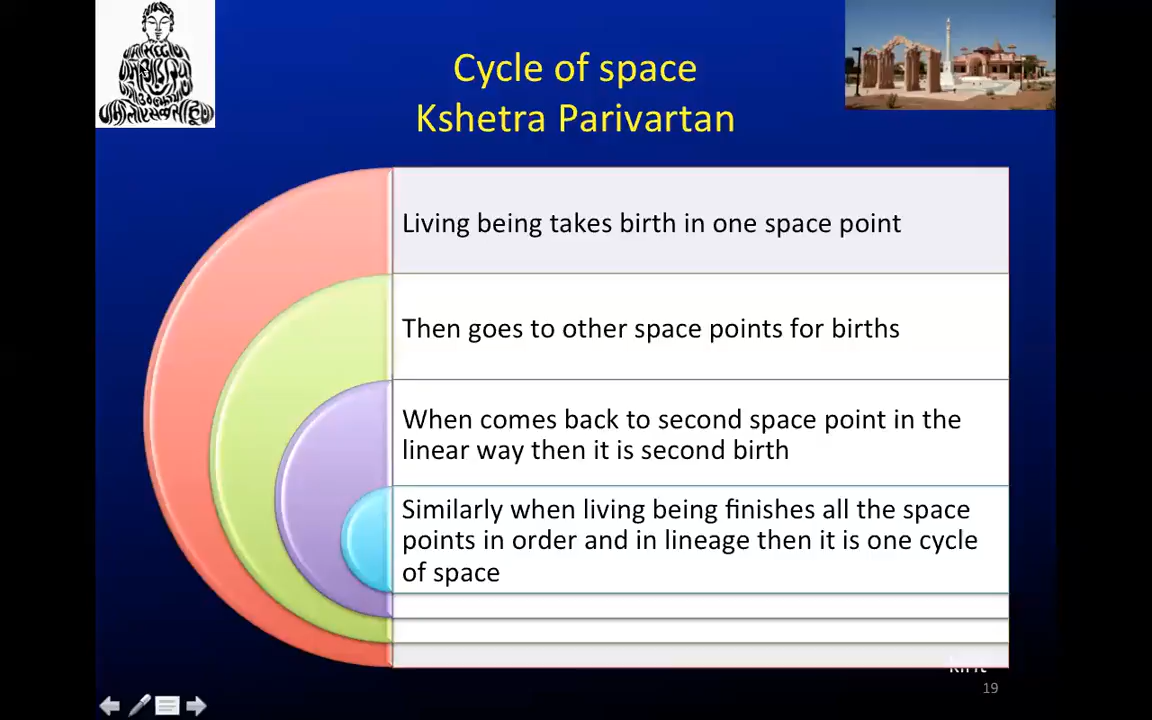 Cycle of space
Kshetra Parivartan
Living being takes birth in one space point
Then goes to other space points for births
When comes back to second space point in the
linear way then it is second birth
Similarly when living being finishes all the space
points in order and in lineage then it is one cycle
of space
19